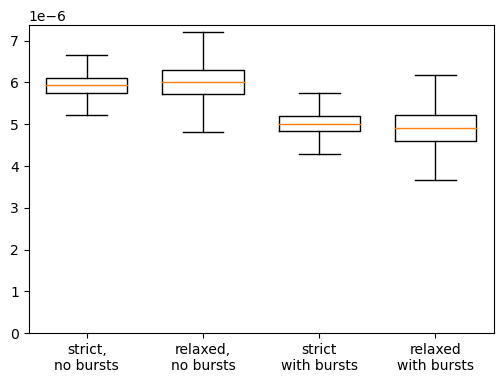 1e−6
7
6
5
4
3
2
1
0
strict,
no bursts
relaxed,
no bursts
strict
with bursts
relaxed
with bursts